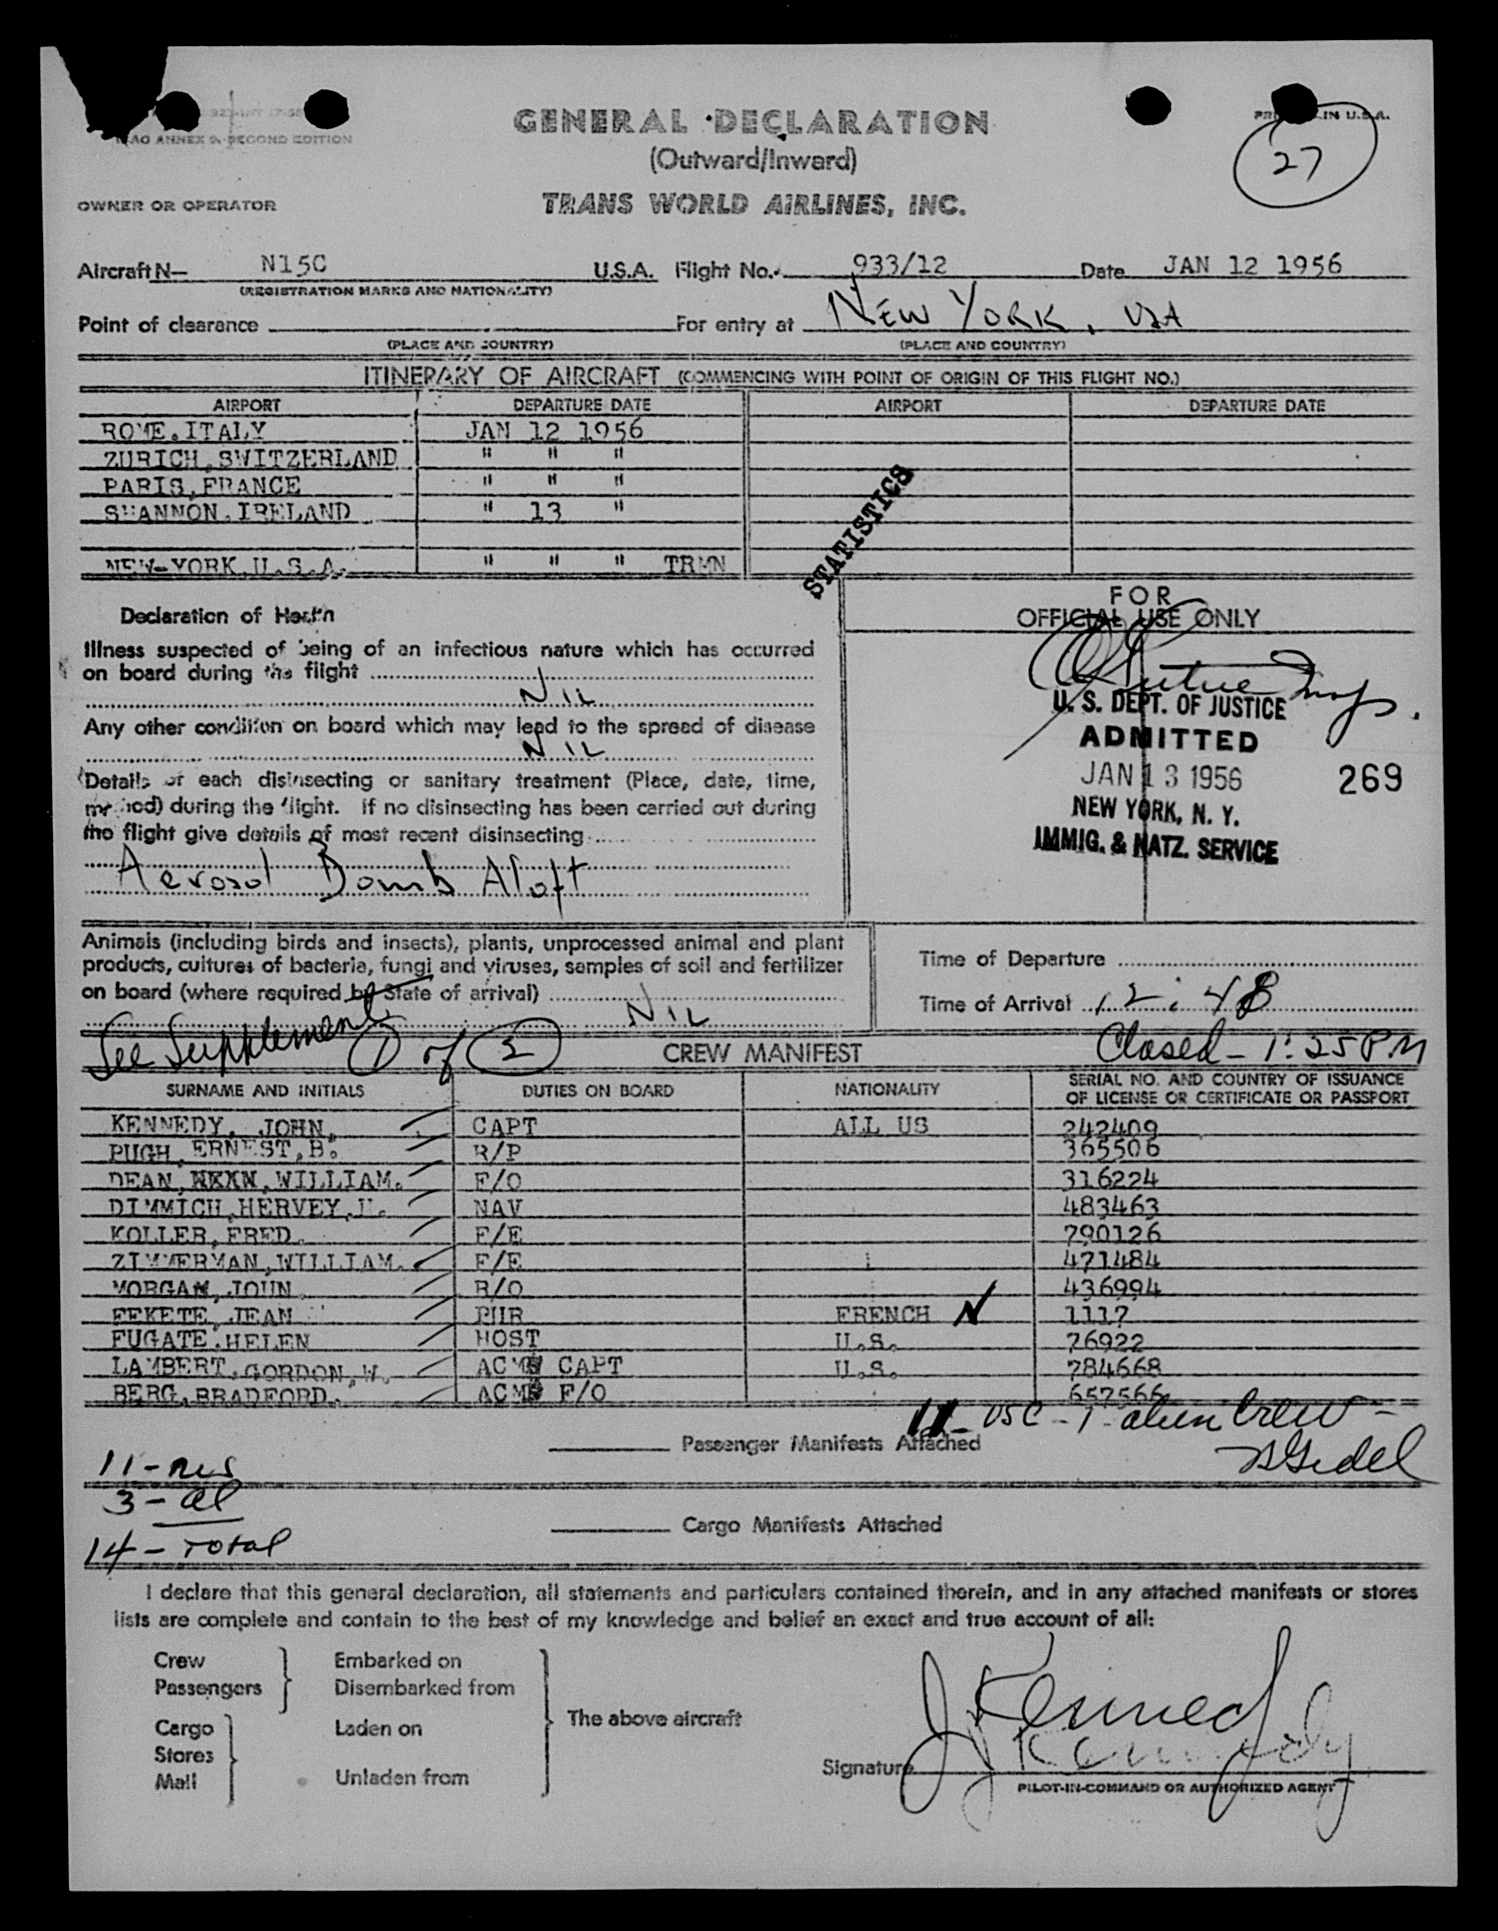 ICAO ANNEX 9, SECOND EDITION
PRINTED IN U.S.A.
27
GENERAL DECLARATION
(Outward/Inward)
OWNER OR OPERATOR
TRANS WORLD AIRLINES, INC.
Aircraft N— N15C U.S.A. Flight No. 933/12 Date JAN 12 1956
(REGISTRATION MARKS AND NATIONALITY)
Point of clearance For entry at NEW YORK, USA
(PLACE AND COUNTRY) (PLACE AND COUNTRY)
ITINERARY OF AIRCRAFT (COMMENCING WITH POINT OF ORIGIN OF THIS FLIGHT NO.)
AIRPORT DEPARTURE DATE AIRPORT DEPARTURE DATE
ROME.ITALY JAN 12 1956
ZURICH,SWITZERLAND " " "
PARIS,FRANCE " " "
SHANNON.IRELAND " 13 "
NEW-YORK.U.S.A. " " " TRMN
STATISTICS
Declaration of Health
Illness suspected of being of an infectious nature which has occurred
on board during the flight
NIL
Any other condition on board which may lead to the spread of disease
NIL
(Details of each disinsecting or sanitary treatment (Place, date, time,
method) during the flight. If no disinsecting has been carried out during
the flight give details of most recent disinsecting
Aerosol Bomb Aloft
FOR
OFFICIAL USE ONLY
U. S. DEPT. OF JUSTICE
ADMITTED
JAN 13 1956 269
NEW YORK, N. Y.
IMMIG. & NATZ. SERVICE
Animals (including birds and insects), plants, unprocessed animal and plant
products, cultures of bacteria, fungi and viruses, samples of soil and fertilizer
on board (where required by State of arrival)
NIL
Time of Departure
Time of Arrival 12:48
See Supplement 1 of 2 CREW MANIFEST Closed - 1:25 PM
SURNAME AND INITIALS DUTIES ON BOARD NATIONALITY SERIAL NO. AND COUNTRY OF ISSUANCE
OF LICENSE OR CERTIFICATE OR PASSPORT
KENNEDY, JOHN, CAPT ALL US 242409
PUGH,ERNEST,B. R/P 365506
DEAN, WILLIAM. F/O 316224
DIMMICH,HERVEY, NAV 483463
KOLLER,FRED. F/E 790126
ZIMMERMAN,WILLIAM. F/E 471484
MORGAN, JOHN R/O 436994
FEKETE, JEAN PUR FRENCH 1117
FUGATE.HELEN HOST U.S. 76922
LAMBERT,GORDON,W. ACM CAPT U.S. 784668
BERG,BRADFORD. ACM F/O 657566
11 - USC - 1 - alien Crew -
Passenger Manifests Attached
11 - nes
3 - al
14 - Total
Cargo Manifests Attached
I declare that this general declaration, all statements and particulars contained therein, and in any attached manifests or stores
lists are complete and contain to the best of my knowledge and belief an exact and true account of all:
Crew Embarked on
Passengers Disembarked from
Cargo Laden on The above aircraft
Stores
Mail Unladen from
Signature J Kennedy
Kennedy
PILOT-IN-COMMAND OR AUTHORIZED AGENT